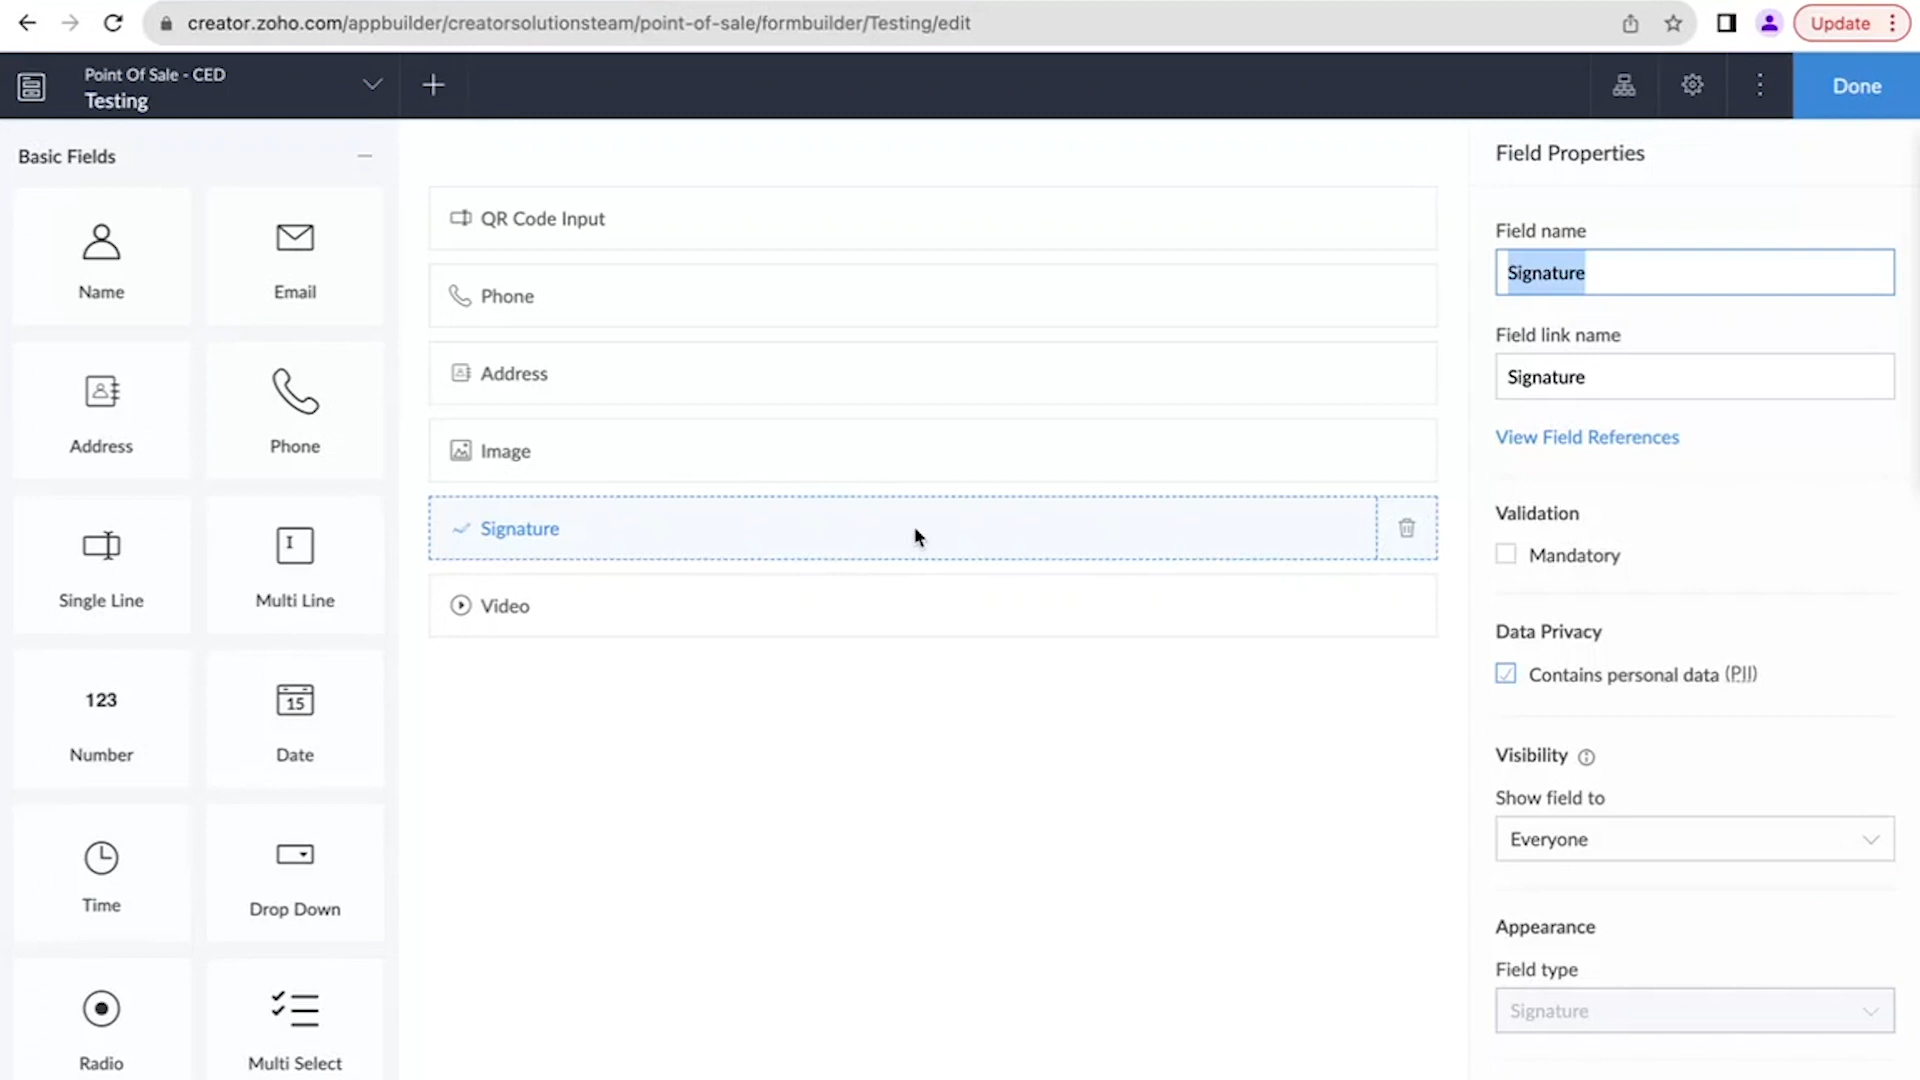 creator.zoho.com/appbuilder/creatorsolutionsteam/point-of-sale/formbuilder/Testing/edit
Update
Point Of Sale - CED
Testing
Done
Basic Fields
Name
Email
Address
Phone
Single Line
Multi Line
123
Number
15
Date
Time
Drop Down
Radio
Multi Select
QR Code Input
Phone
Address
Image
Signature
Video
Field Properties
Field name
Signature
Field link name
Signature
View Field References
Validation
Mandatory
Data Privacy
Contains personal data (PII)
Visibility
Show field to
Everyone
Appearance
Field type
Signature